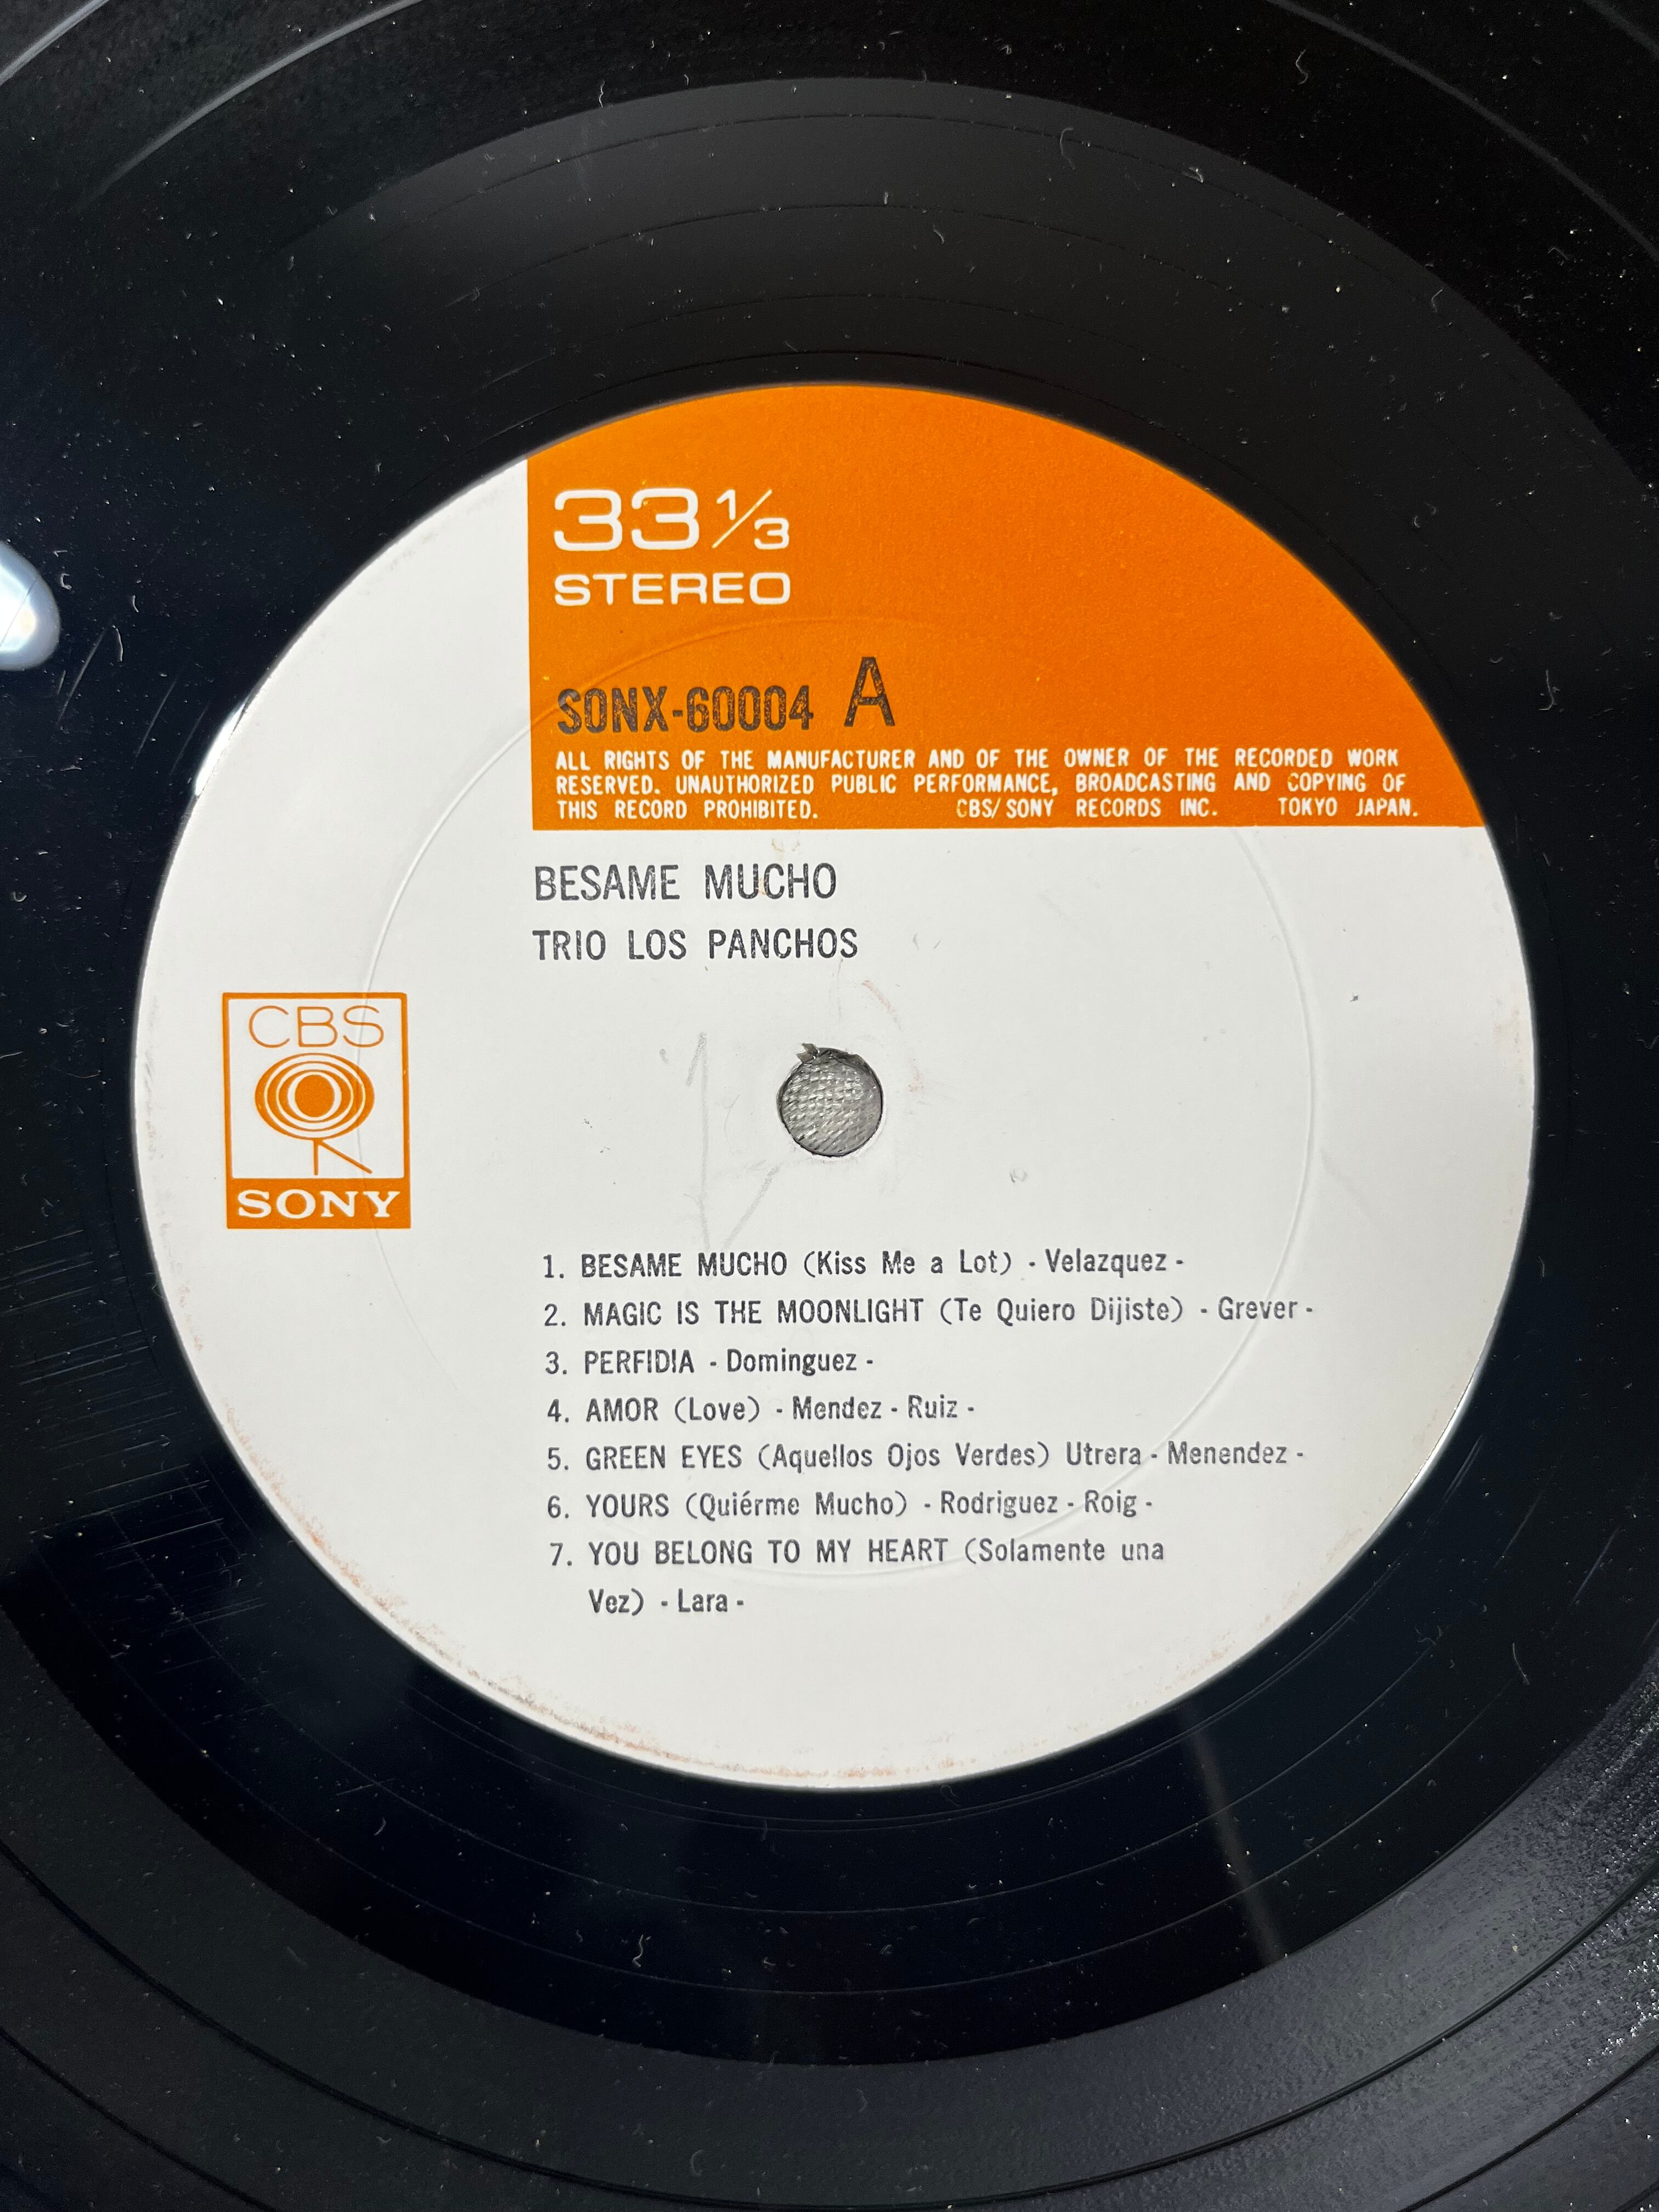 33 1/3
STEREO
SONX-60004 A
ALL RIGHTS OF THE MANUFACTURER AND OF THE OWNER OF THE RECORDED WORK
RESERVED. UNAUTHORIZED PUBLIC PERFORMANCE, BROADCASTING AND COPYING OF
THIS RECORD PROHIBITED. CBS/SONY RECORDS INC. TOKYO JAPAN.
BESAME MUCHO
TRIO LOS PANCHOS
CBS
SONY
1. BESAME MUCHO (Kiss Me a Lot) - Velazquez -
2. MAGIC IS THE MOONLIGHT (Te Quiero Dijiste) - Grever -
3. PERFIDIA - Dominguez -
4. AMOR (Love) - Mendez - Ruiz -
5. GREEN EYES (Aquellos Ojos Verdes) Utrera - Menendez -
6. YOURS (Quiérme Mucho) - Rodriguez - Roig -
7. YOU BELONG TO MY HEART (Solamente una
Vez) - Lara -